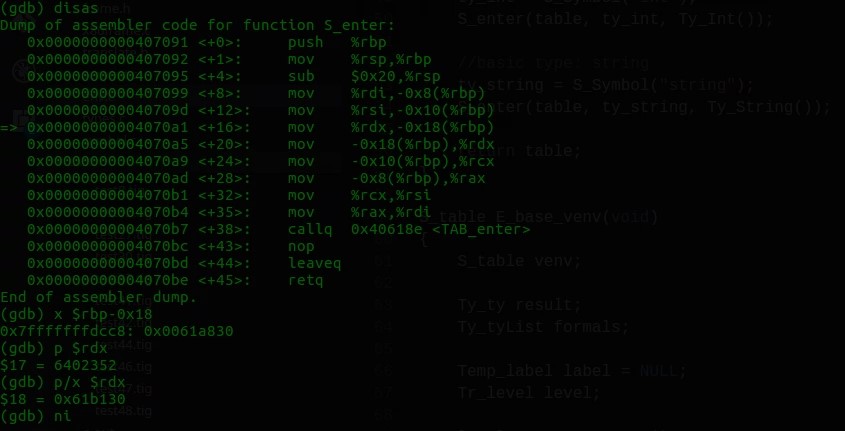 (gdb) disas
Dump of assembler code for function S_enter:
0x0000000000407091 <+0>: push %rbp
0x0000000000407092 <+1>: mov %rsp,%rbp
0x0000000000407095 <+4>: sub $0x20,%rsp
0x0000000000407099 <+8>: mov %rdi,-0x8(%rbp)
0x000000000040709d <+12>: mov %rsi,-0x10(%rbp)
=> 0x00000000004070a1 <+16>: mov %rdx,-0x18(%rbp)
0x00000000004070a5 <+20>: mov -0x18(%rbp),%rdx
0x00000000004070a9 <+24>: mov -0x10(%rbp),%rcx
0x00000000004070ad <+28>: mov -0x8(%rbp),%rax
0x00000000004070b1 <+32>: mov %rcx,%rsi
0x00000000004070b4 <+35>: mov %rax,%rdi
0x00000000004070b7 <+38>: callq 0x40618e <TAB_enter>
0x00000000004070bc <+43>: nop
0x00000000004070bd <+44>: leaveq
0x00000000004070be <+45>: retq
End of assembler dump.
(gdb) x $rbp-0x18
0x7fffffffdcc8: 0x0061a830
(gdb) p $rdx
$17 = 6402352
(gdb) p/x $rdx
$18 = 0x61b130
(gdb) ni
S_enter(table, ty_int, Ty_Int());
//basic type: string
ty_string = S_Symbol("string");
S_enter(table, ty_string, Ty_String());
table;
S_table E_base_venv(void)
{
S_table venv;
Ty_ty result;
Ty_tyList formals;
Temp_label label = NULL;
Tr_level level;
test44.tig
test48.tig